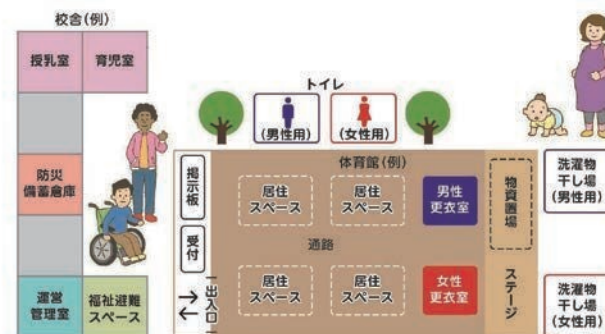 校舎(例)
授乳室
育児室
防災
備蓄倉庫
運営
管理室
福祉避難
スペース
トイレ
(男性用)
(女性用)
体育館(例)
掲示板
受付
出入口
居住
スペース
居住
スペース
男性
更衣室
物資置場
通路
居住
スペース
居住
スペース
女性
更衣室
ステージ
洗濯物
干し場
(男性用)
洗濯物
干し場
(女性用)